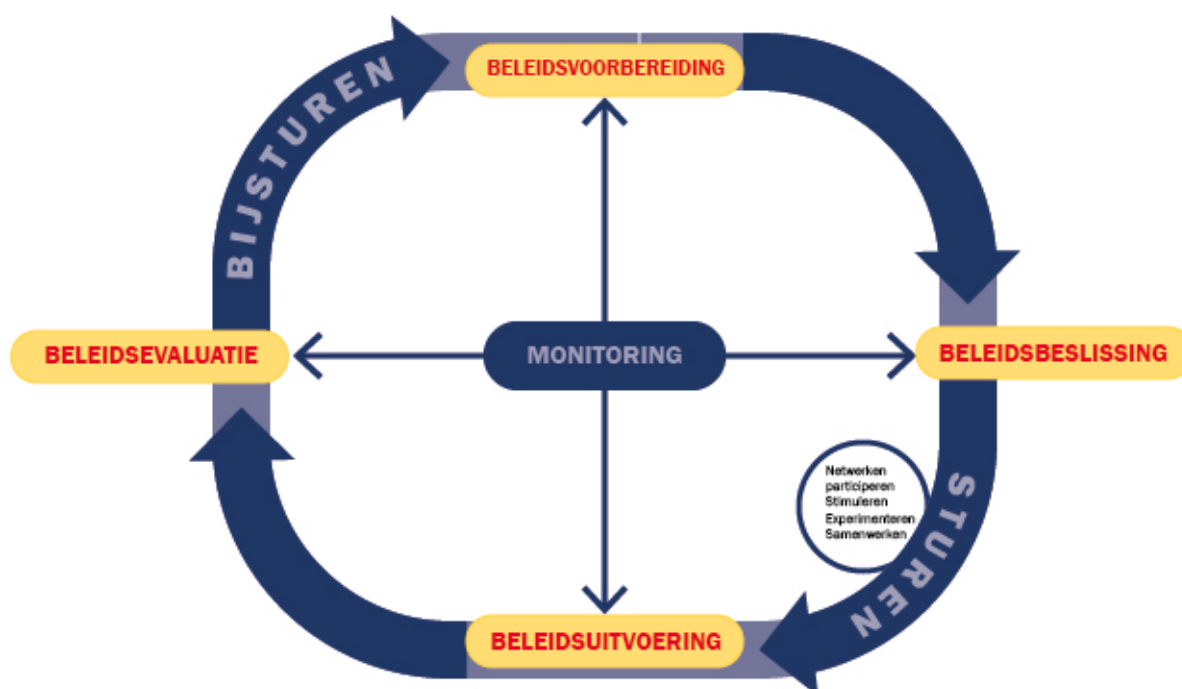 BIJSTUREN
BELEIDSVOORBEREIDING
BELEIDSEVALUATIE
MONITORING
BELEIDSBESLISSING
Netwerken
participeren
Stimuleren
Experimenteren
Samenwerken
STUREN
BELEIDSUITVOERING